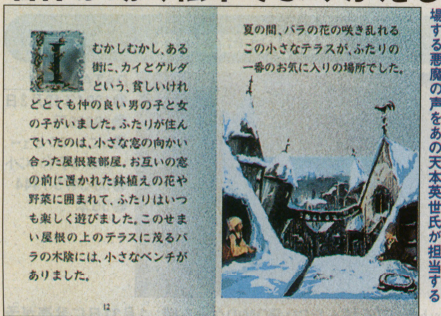 むかしむかし、ある
街に、カイとゲルダ
という、貧しいけれ
どとても仲の良い男の子と女
の子がいました。ふたりが住ん
でいたのは、小さな窓の向かい
合った屋根裏部屋。お互いの窓
の前に置かれた鉢植えの花や
野菜に囲まれて、ふたりはいつ
も楽しく遊びました。このせま
い屋根の上のテラスに茂るバ
ラの木陰には、小さなベンチが
ありました。
12
夏の間、バラの花の咲き乱れる
この小さなテラスが、ふたりの
一番のお気に入りの場所でした。
場する悪魔の声をあの天本英世氏が担当する